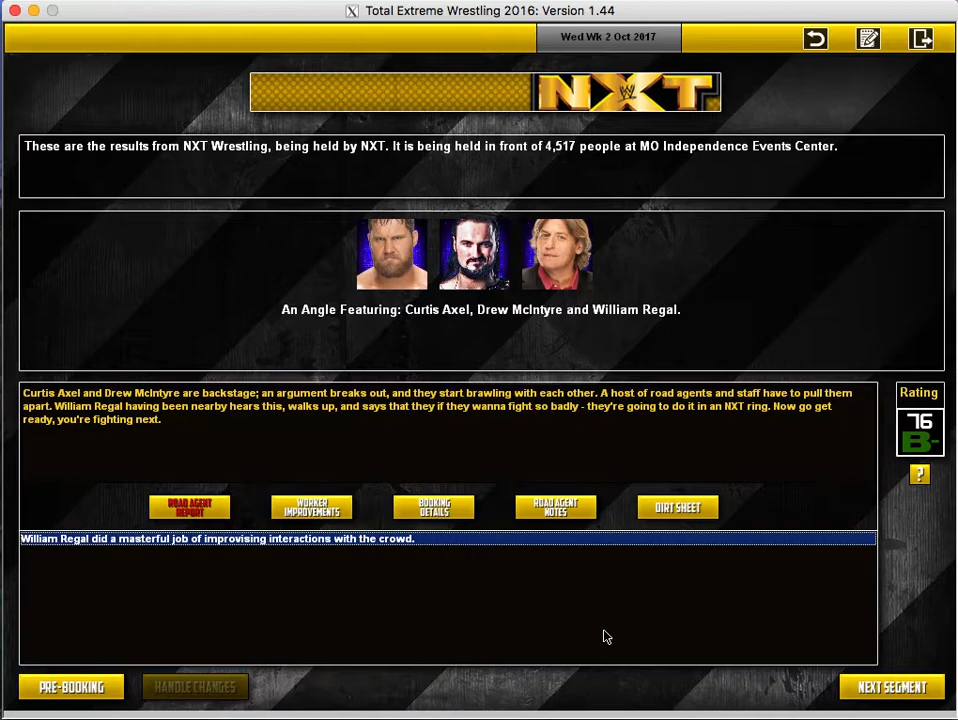 Total Extreme Wrestling 2016: Version 1.44
Wed Wk 2 Oct 2017
NXT
These are the results from NXT Wrestling, being held by NXT. It is being held in front of 4,517 people at MO Independence Events Center.
An Angle Featuring: Curtis Axel, Drew McIntyre and William Regal.
Curtis Axel and Drew McIntyre are backstage; an argument breaks out, and they start brawling with each other. A host of road agents and staff have to pull them
apart. William Regal having been nearby hears this, walks up, and says that they if they wanna fight so badly - they're going to do it in an NXT ring. Now go get
ready, you're fighting next.
Rating
76
B-
?
ROAD AGENT
REPORT
WORKER
IMPROVEMENTS
BOOKING
DETAILS
ROAD AGENT
NOTES
DIRT SHEET
William Regal did a masterful job of improvising interactions with the crowd.
PRE-BOOKING
HANDLE CHANGES
NEXT SEGMENT